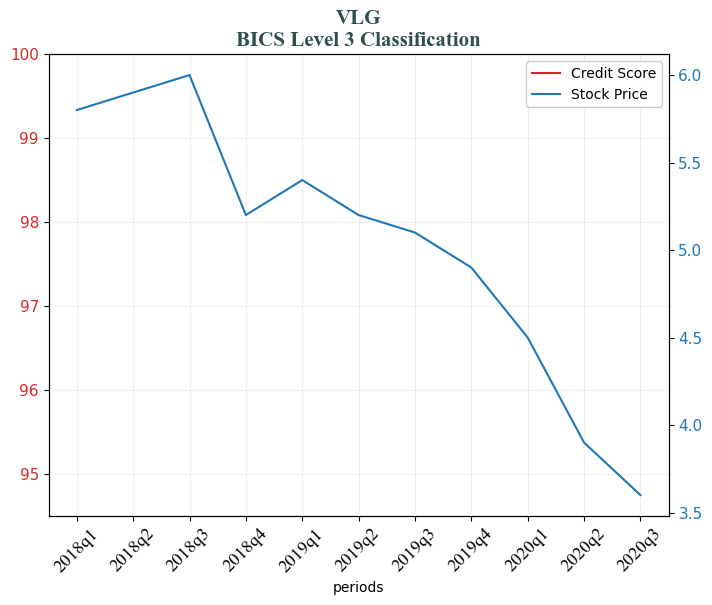 VLG
BICS Level 3 Classification
100
99
98
97
96
95
Credit Score
Stock Price
6.0
5.5
5.0
4.5
4.0
3.5
2018q1
2018q2
2018q3
2018q4
2019q1
2019q2
2019q3
2019q4
2020q1
2020q2
2020q3
periods